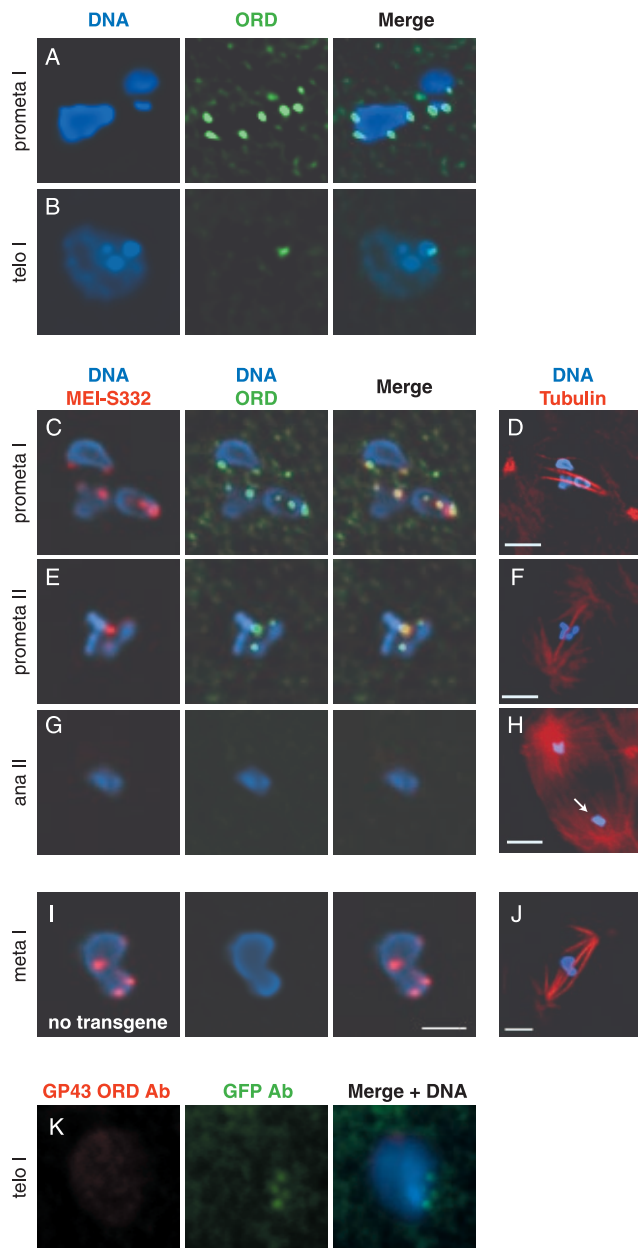 DNA ORD Merge
prometa I
A
telo I
B
DNA DNA
MEI-S332 ORD Merge DNA
Tubulin
prometa I
C D
prometa II
E F
ana II
G H
meta I
I J
no transgene
GP43 ORD Ab GFP Ab Merge + DNA
telo I
K